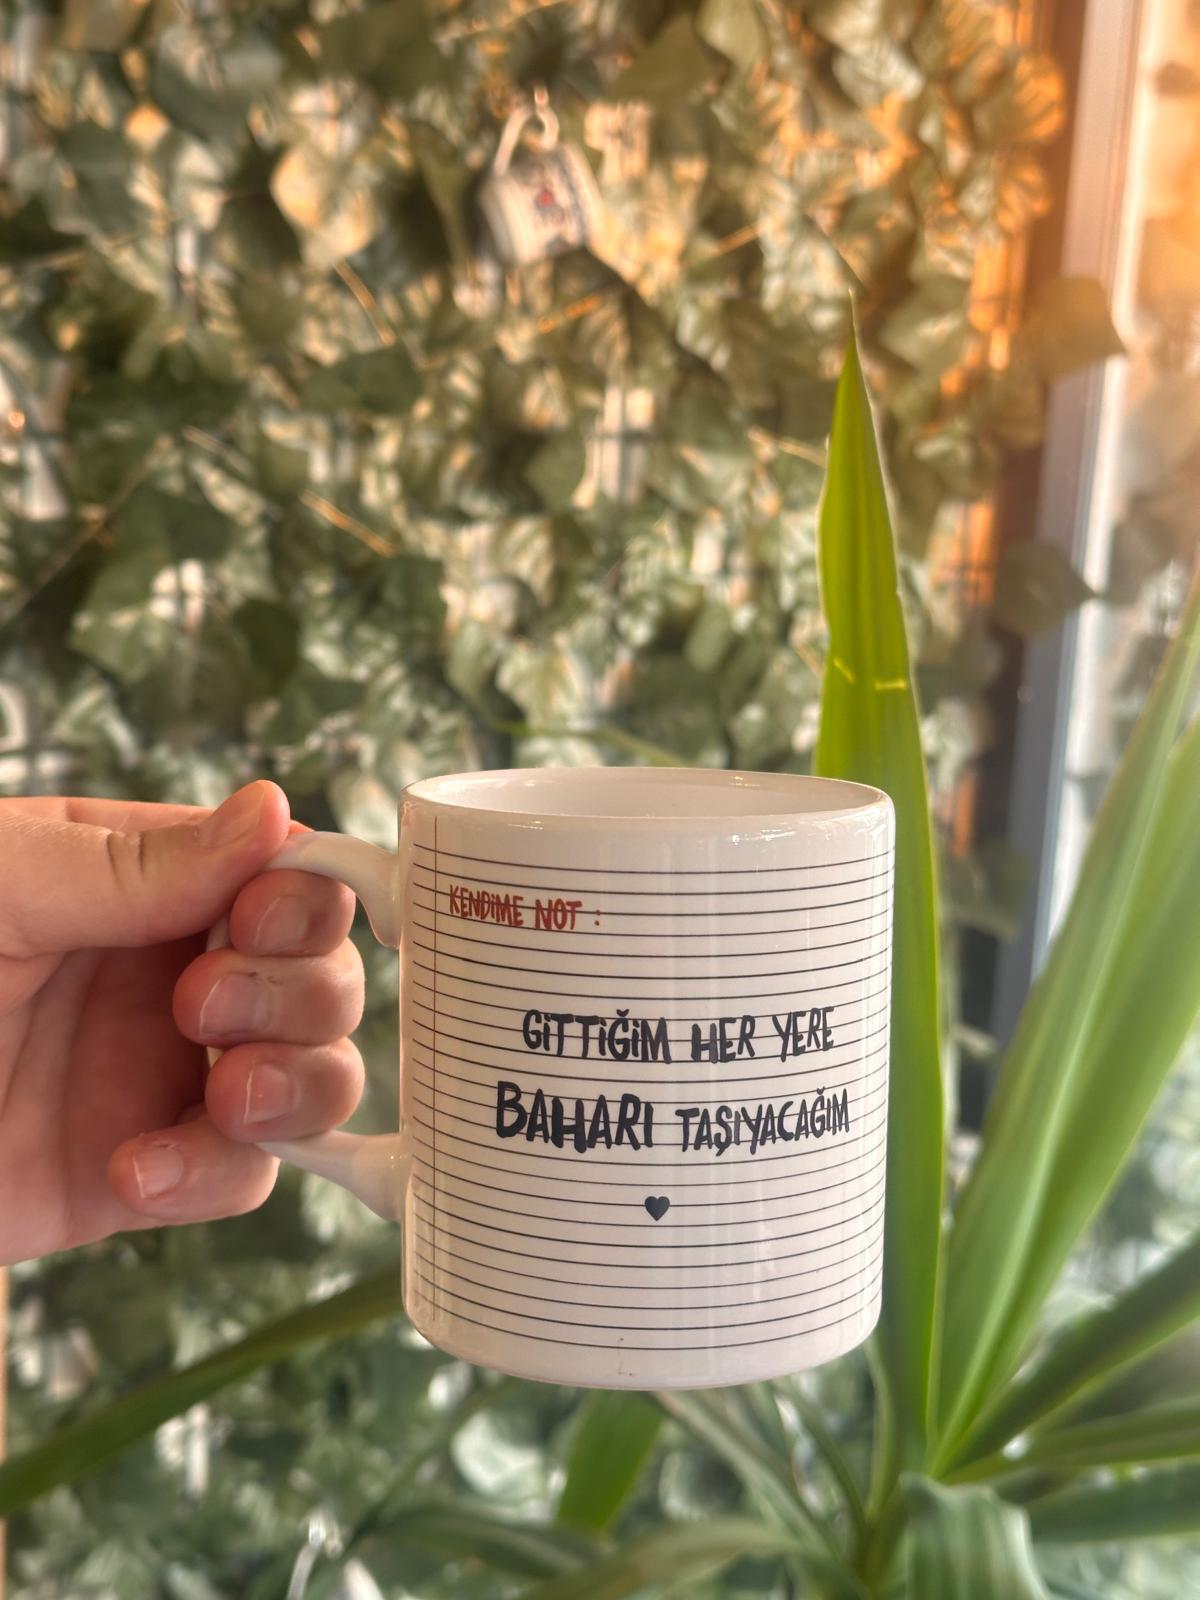 KENDİME NOT :
GİTTİĞİM HER YERE
BAHARI TAŞIYACAĞIM